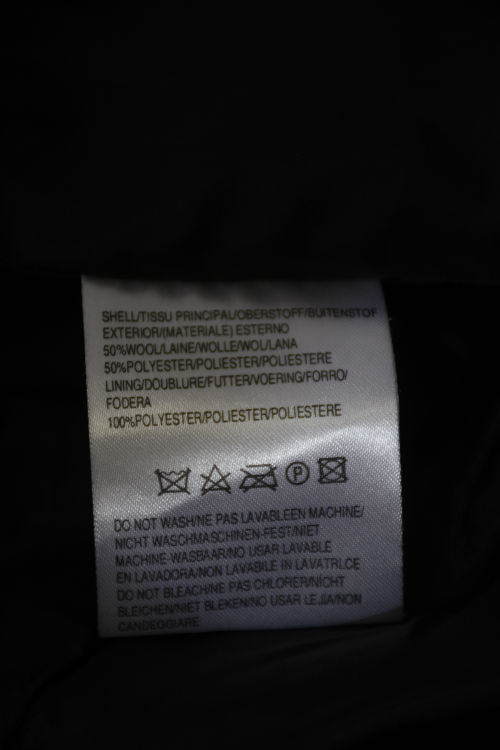 SHELL/TISSU PRINCIPAL/OBERSTOFF/BUITENSTOF
EXTERIOR/(MATERIALE) ESTERNO
50%WOOL/LAINE/WOLLE/WOL/LANA
50%POLYESTER/POLIESTER/POLIESTERE
LINING/DOUBLURE/FUTTER/VOERING/FORRO/
FODERA
100%POLYESTER/POLIESTER/POLIESTERE
P
DO NOT WASH/NE PAS LAVABLEEN MACHINE/
NICHT WASCHMASCHINEN-FEST/NIET
MACHINE-WASBAAR/NO USAR LAVABLE
EN LAVADORA/NON LAVABILE IN LAVATRLCE
DO NOT BLEACH/NE PAS CHLORER/NICHT
BLEICHEN/NIET BLEKEN/NO USAR LEJIA/NON
CANDEGGIARE